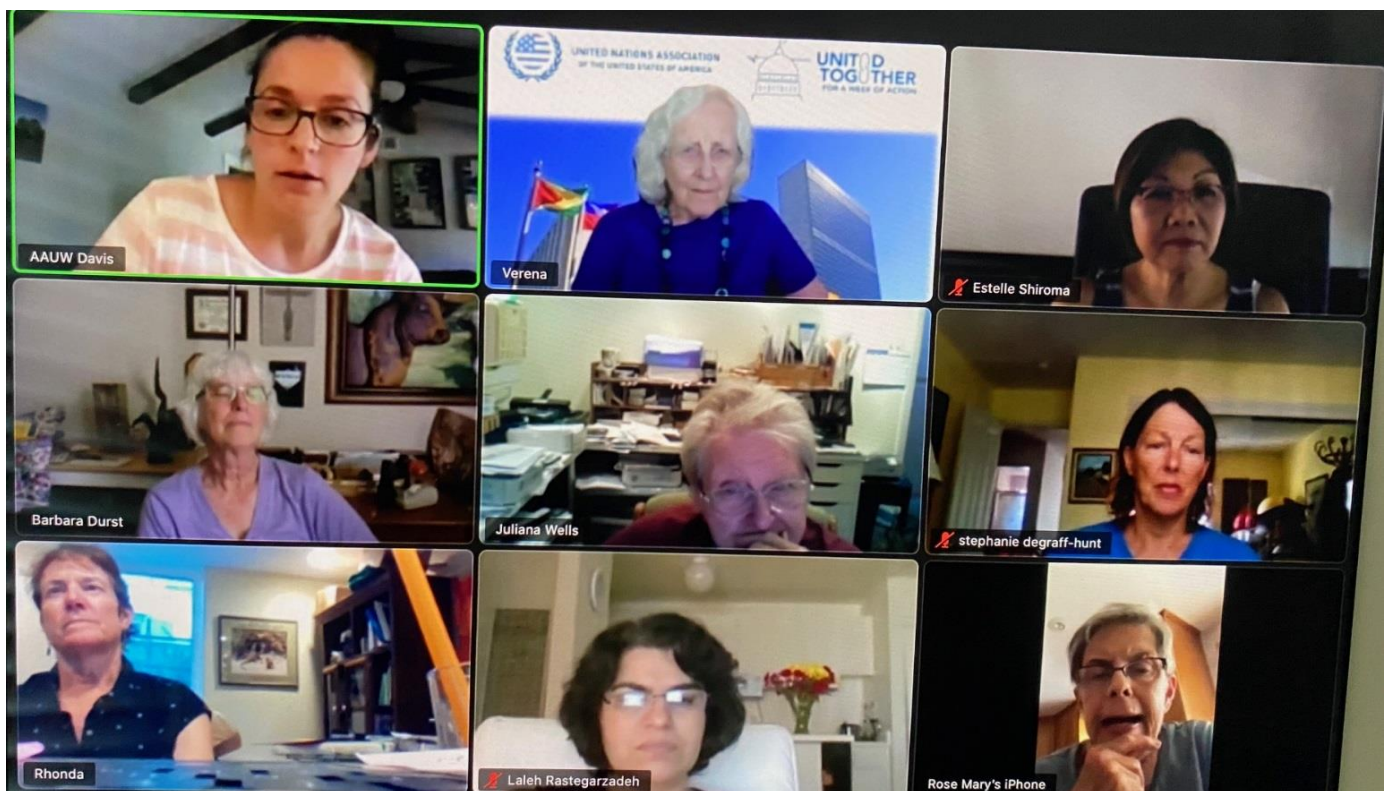 UNITED NATIONS ASSOCIATION
OF THE UNITED STATES OF AMERICA
UNITED
TOGETHER
FOR A WEEK OF ACTION
AAUW Davis
Verena
Estelle Shiroma
Barbara Durst
Juliana Wells
stephanie degraff-hunt
Rhonda
Laleh Rastegarzadeh
Rose Mary's iPhone